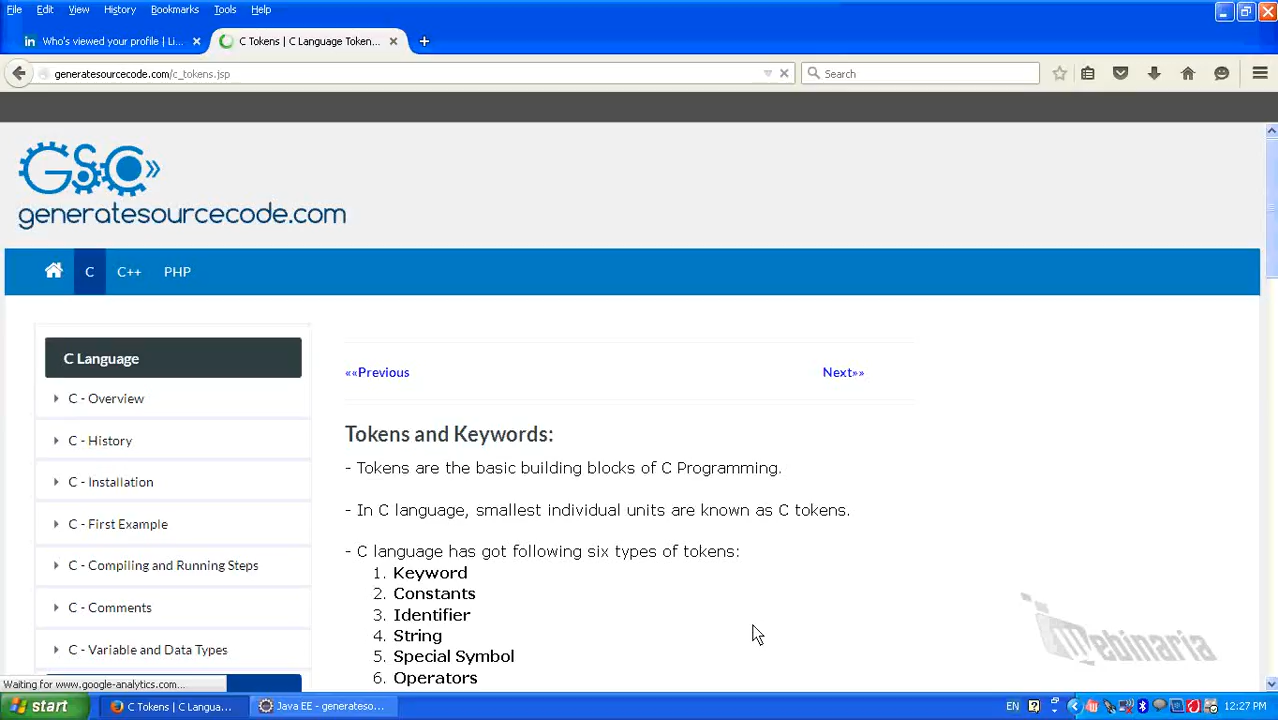 File Edit View History Bookmarks Tools Help
in Who's viewed your profile | Li...
C Tokens | C Language Token...
generatesourcecode.com/c_tokens.jsp
Search
GSC
generatesourcecode.com
C C++ PHP
C Language
C - Overview
C - History
C - Installation
C - First Example
C - Compiling and Running Steps
C - Comments
C - Variable and Data Types
««Previous Next»»
Tokens and Keywords:
- Tokens are the basic building blocks of C Programming.
- In C language, smallest individual units are known as C tokens.
- C language has got following six types of tokens:
1. Keyword
2. Constants
3. Identifier
4. String
5. Special Symbol
6. Operators
Webinaria
Waiting for www.google-analytics.com...
start C Tokens | C Langua... Java EE - generateso... EN 12:27 PM